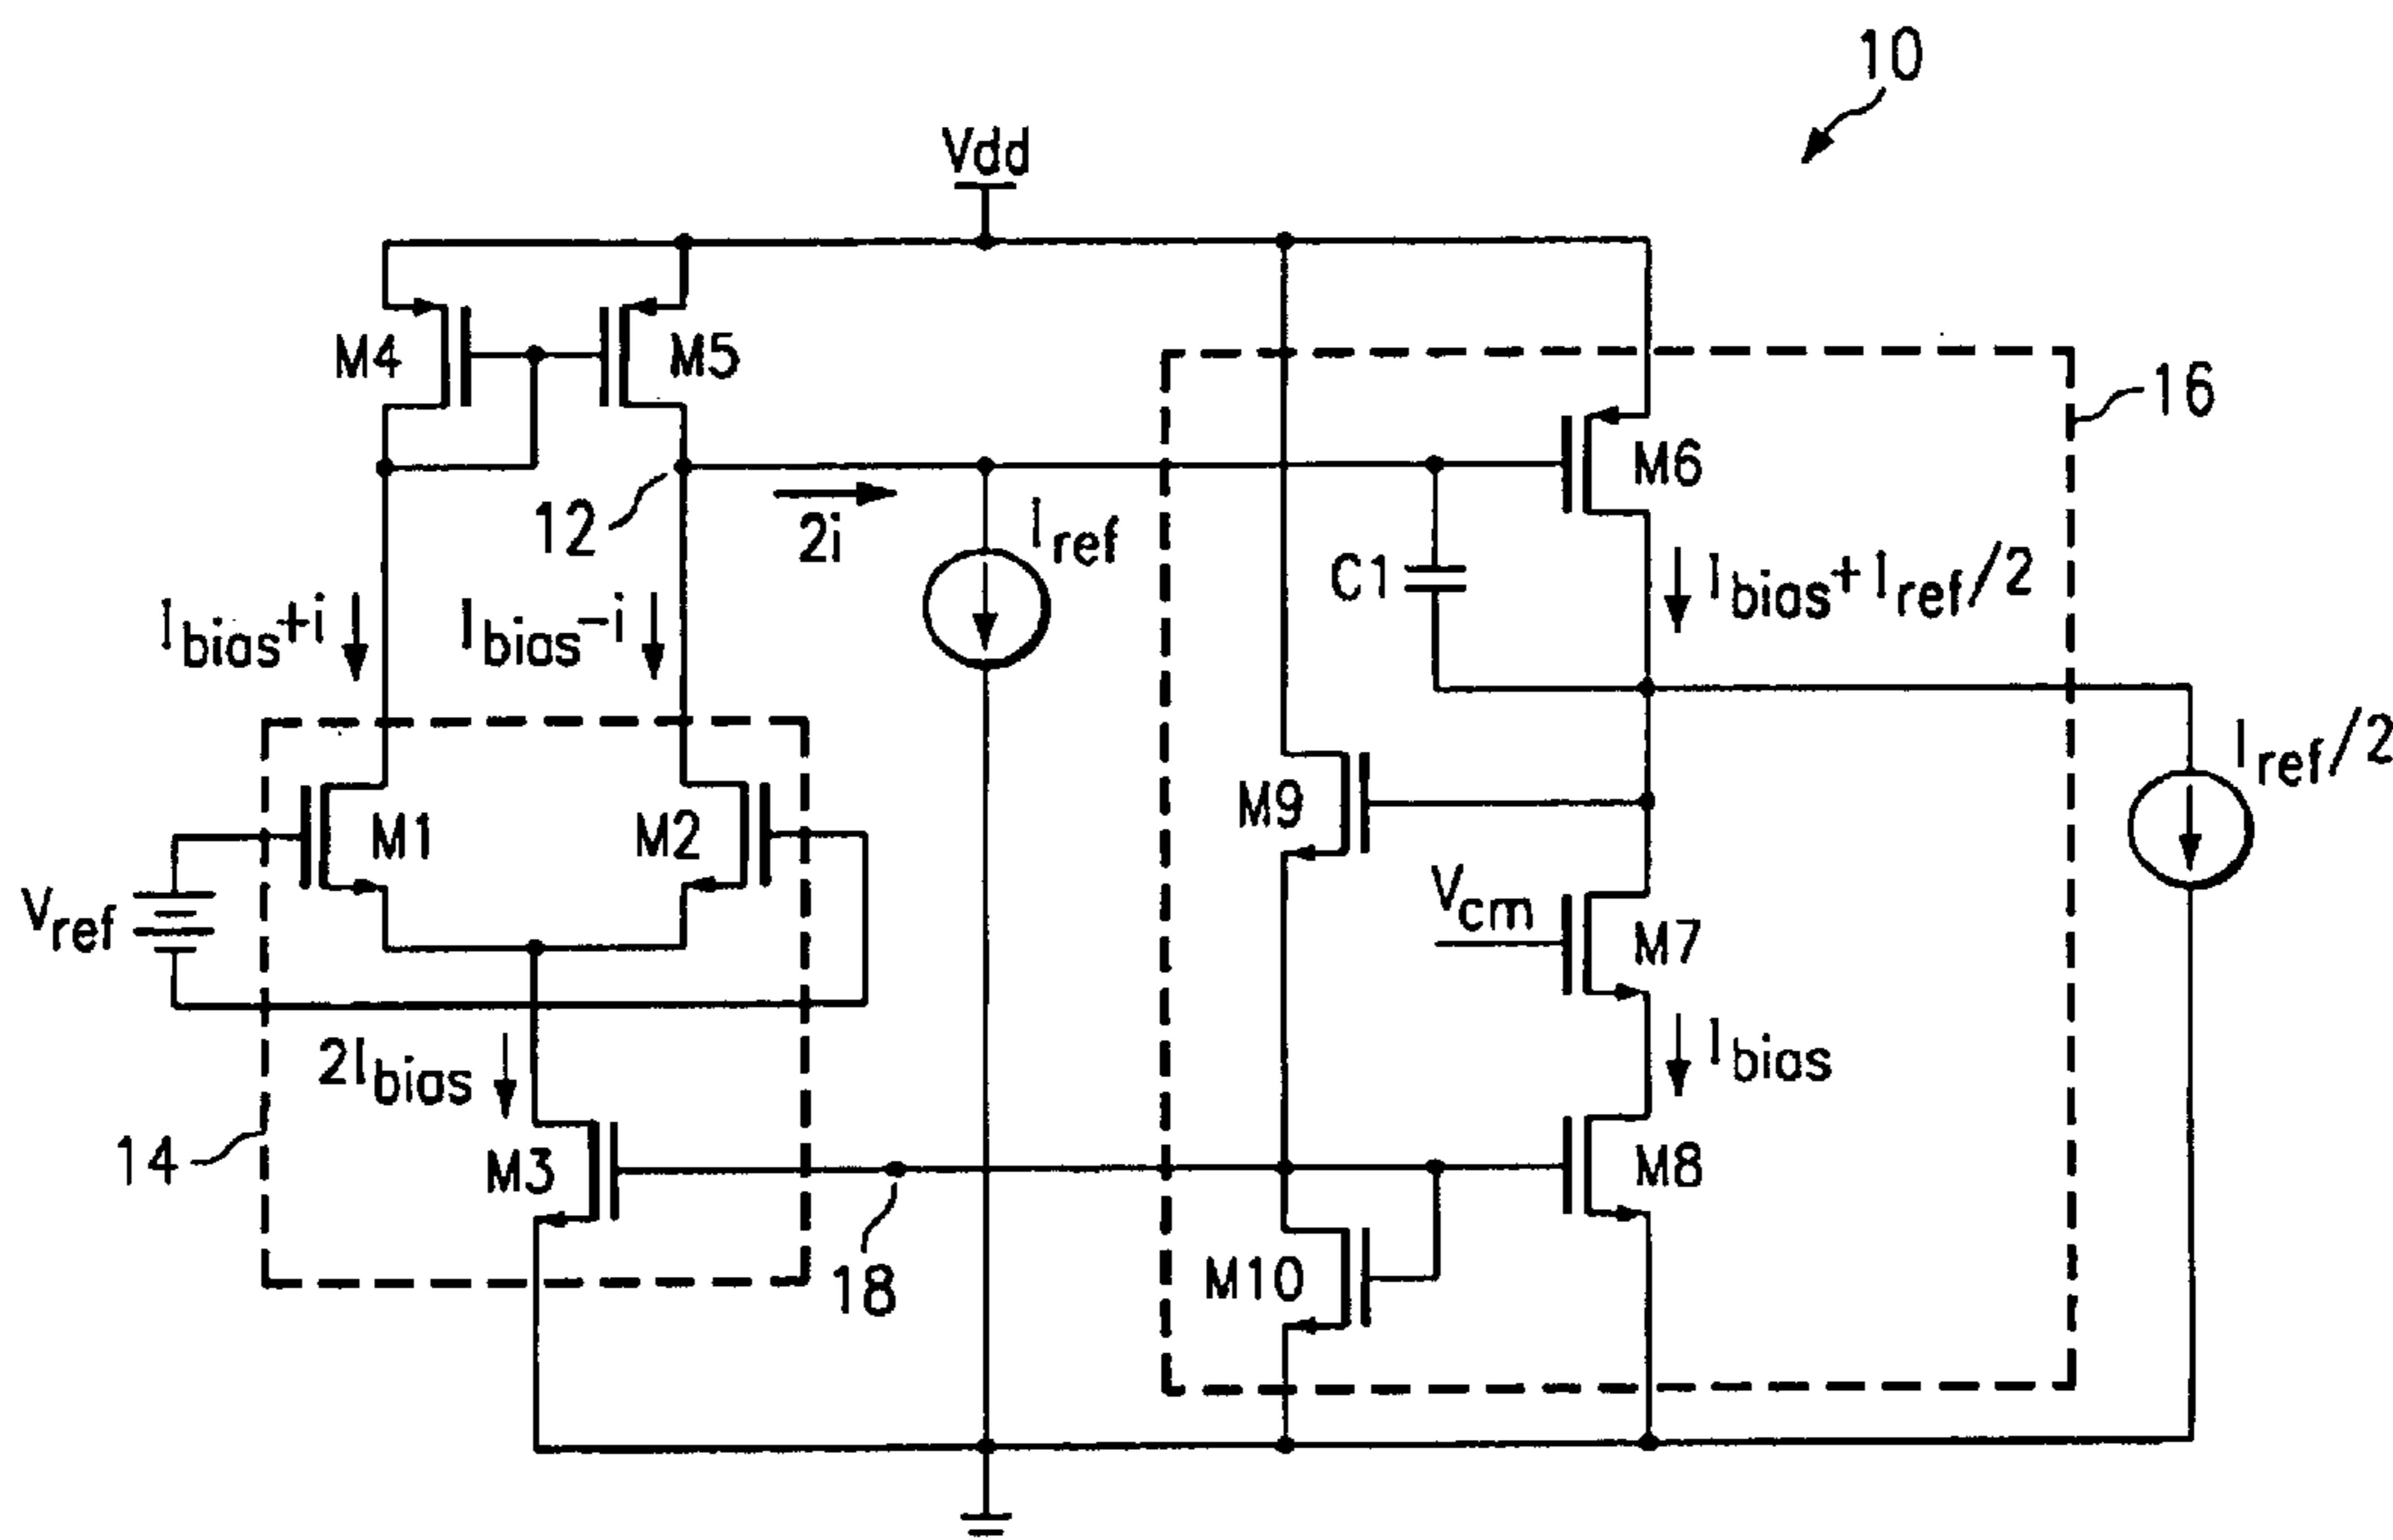 10
Vdd
M4
M5
16
M6
12
2i
Iref
C1
Ibias+Iref/2
Ibias+i
Ibias-i
Iref/2
M1
M2
M9
Vref
Vcm
M7
2Ibias
Ibias
14
M3
M8
18
M10